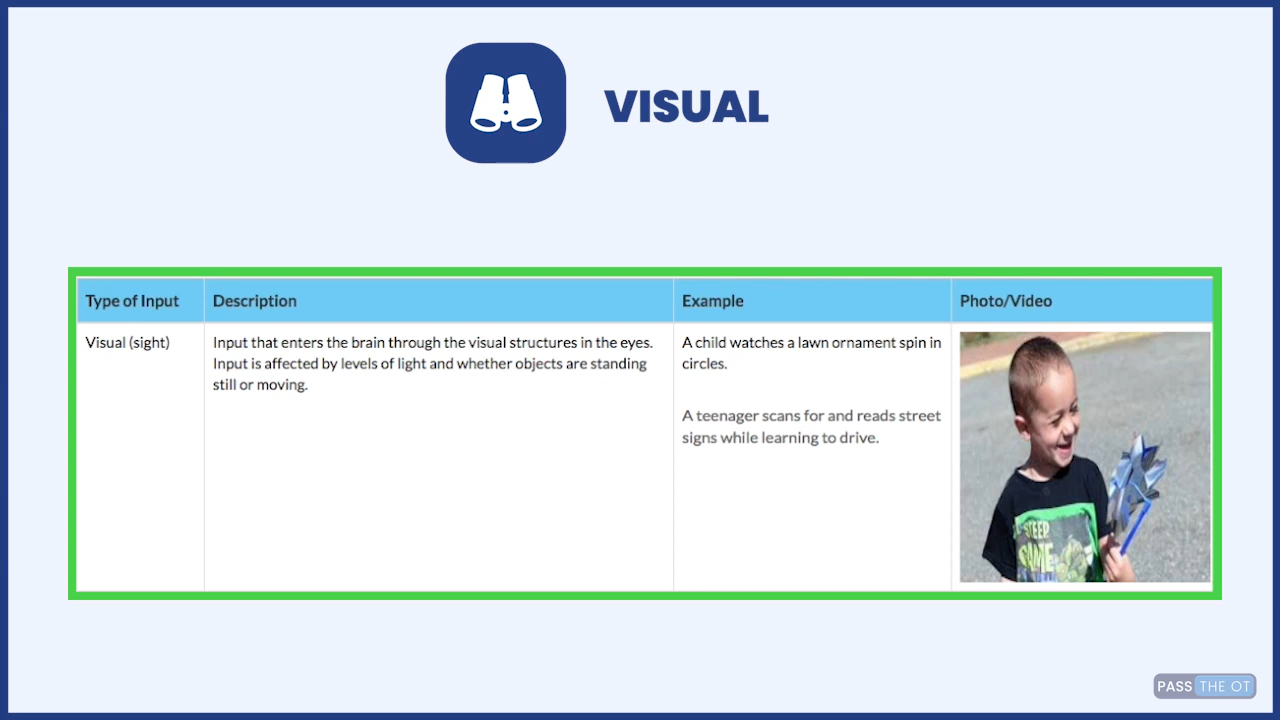 VISUAL
Type of Input
Description
Example
Photo/Video
Visual (sight)
Input that enters the brain through the visual structures in the eyes.
Input is affected by levels of light and whether objects are standing
still or moving.
A child watches a lawn ornament spin in
circles.
A teenager scans for and reads street
signs while learning to drive.
STEEP
GAME
PASS THE OT